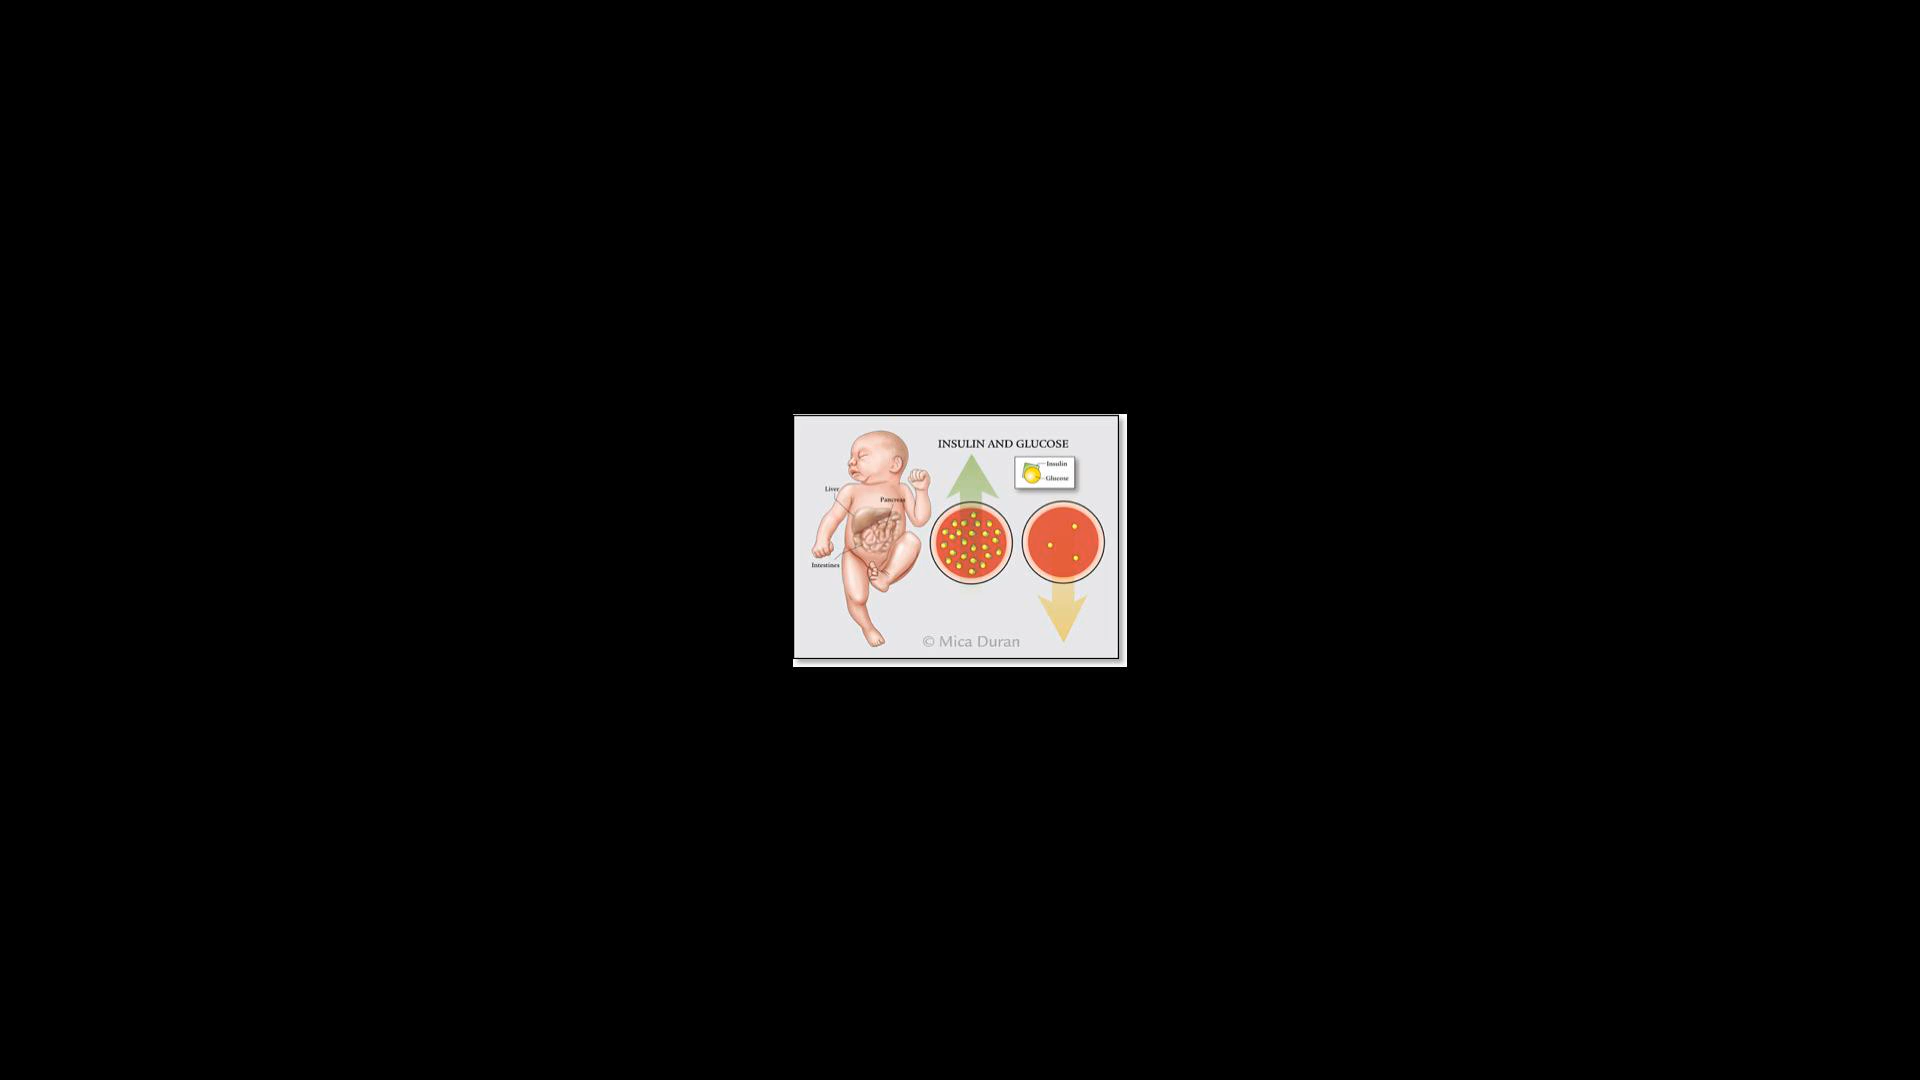 INSULIN AND GLUCOSE
Insulin
Glucose
Liver
Pancreas
Intestines
© Mica Duran